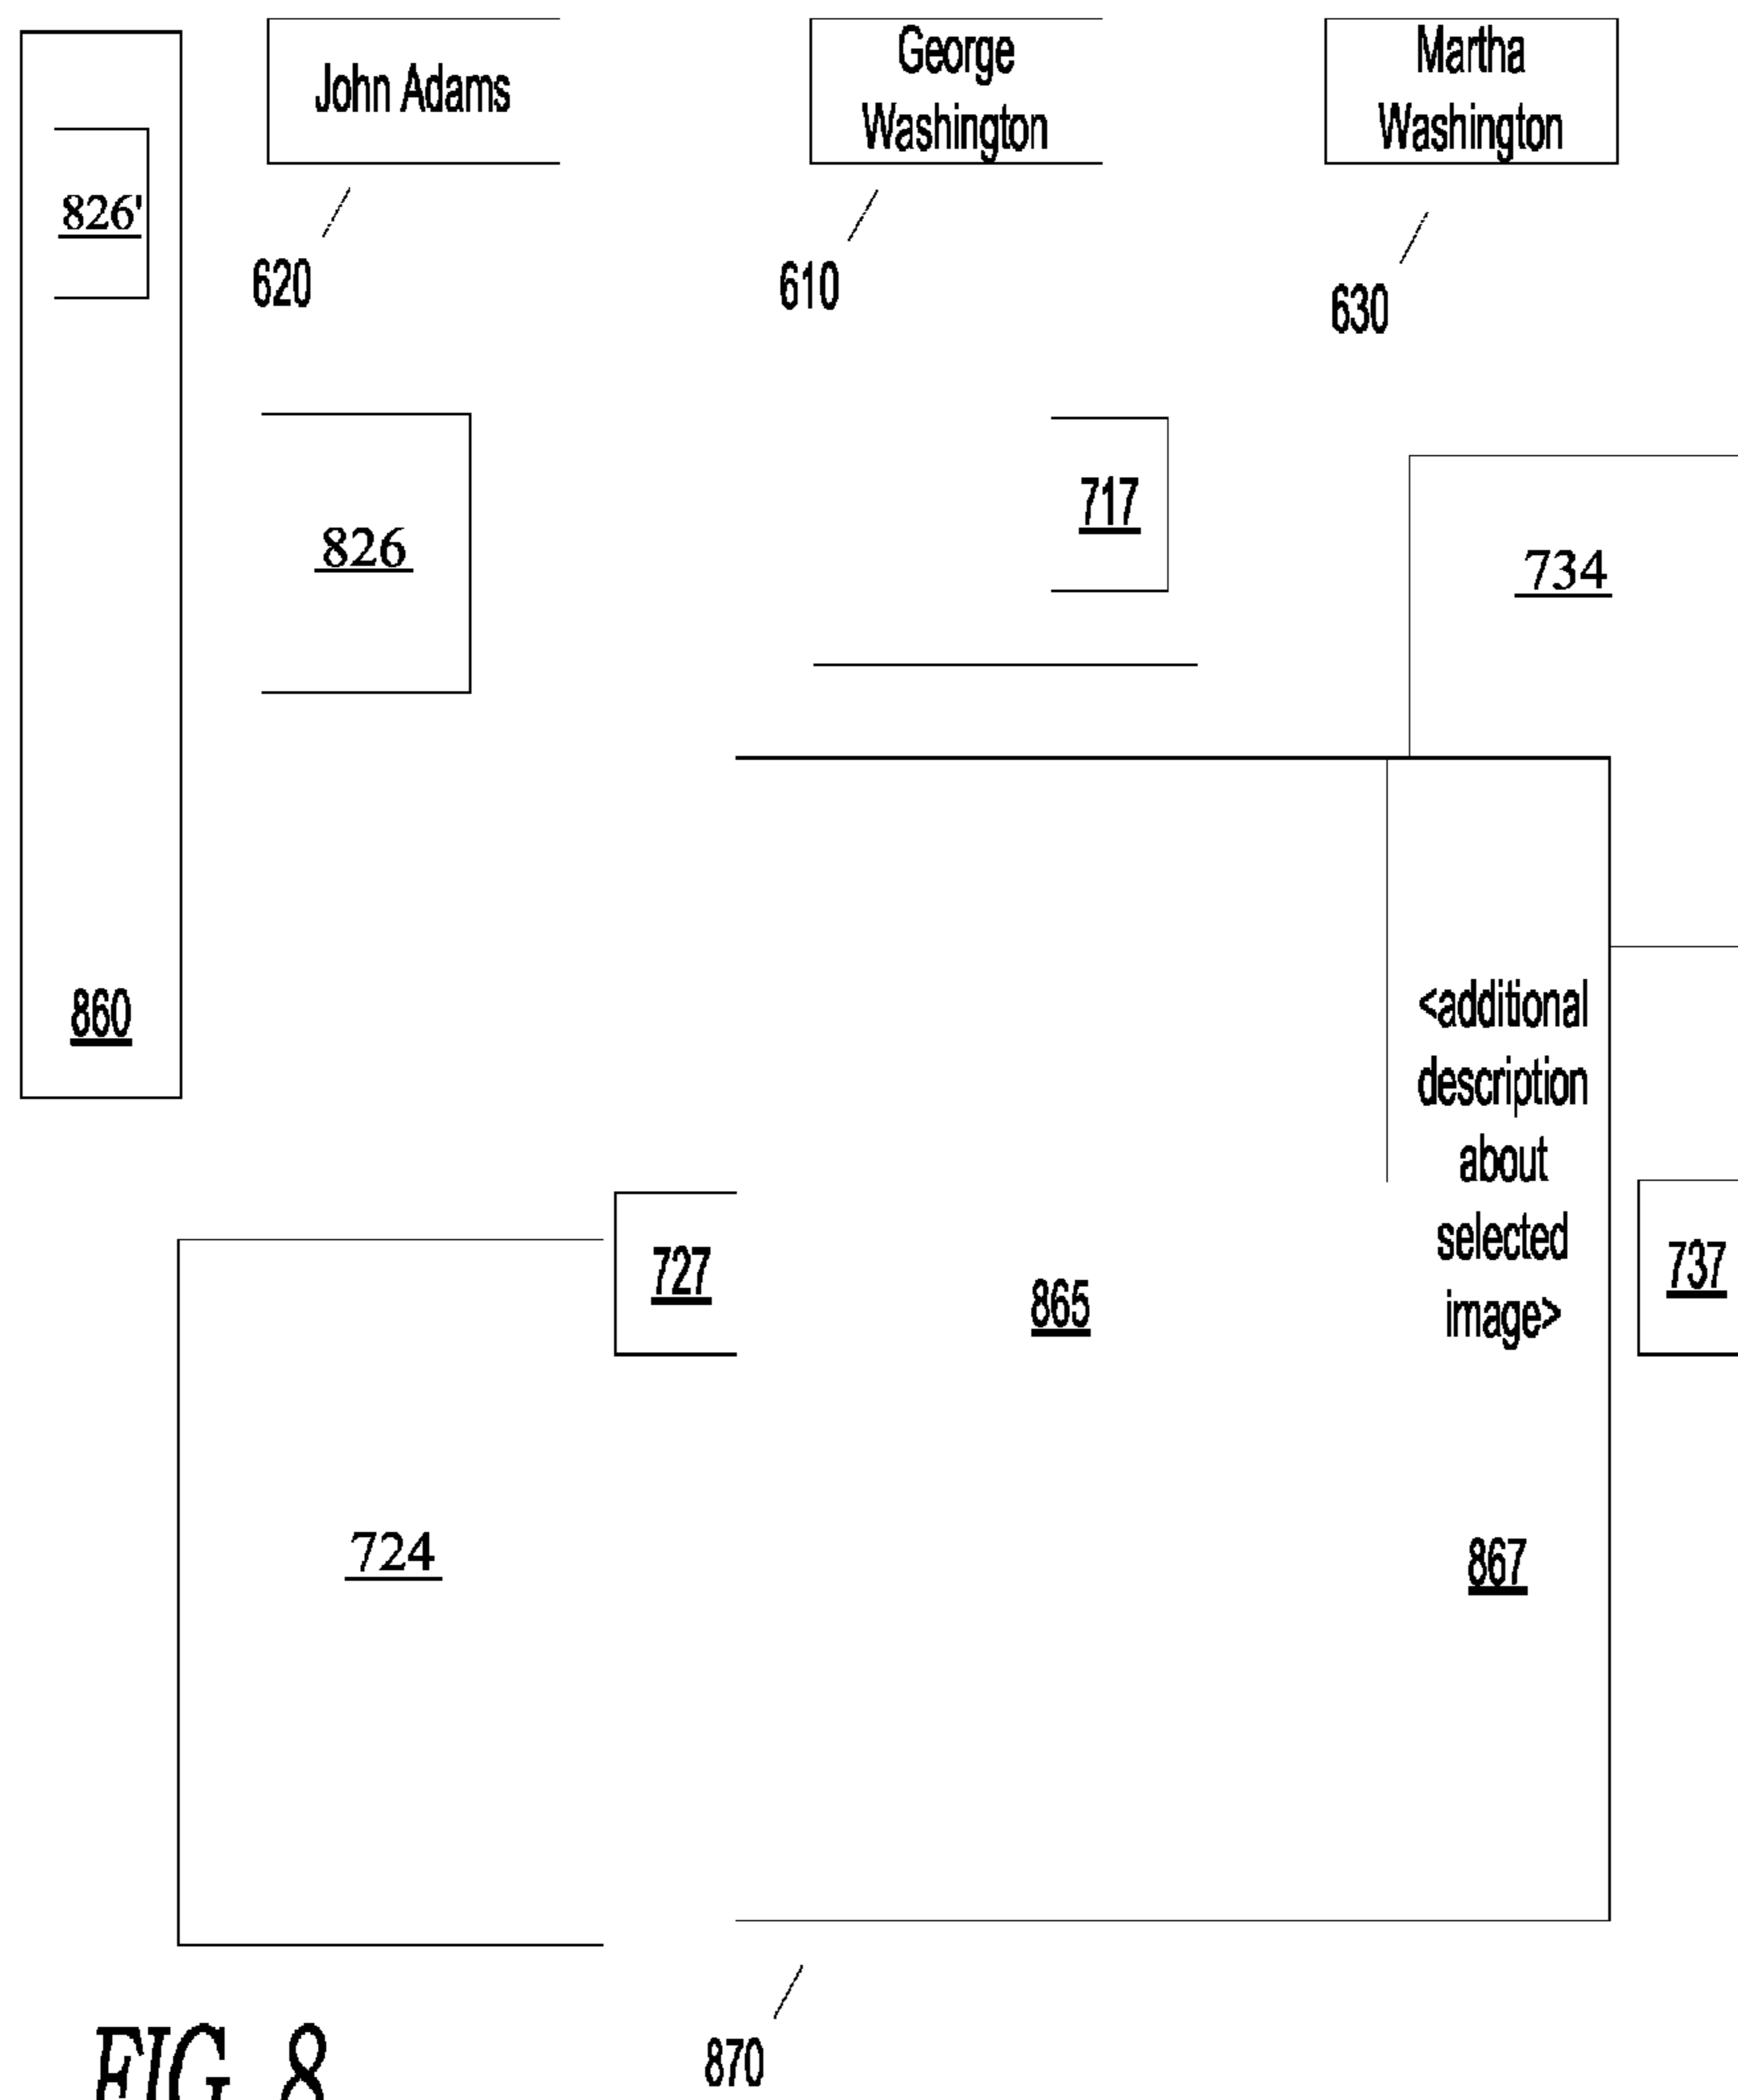 John Adams
George
Washington
Martha
Washington
826'
620
610
630
826
717
734
860
<additional
description
about
selected
image>
727
865
737
724
867
870
FIG. 8